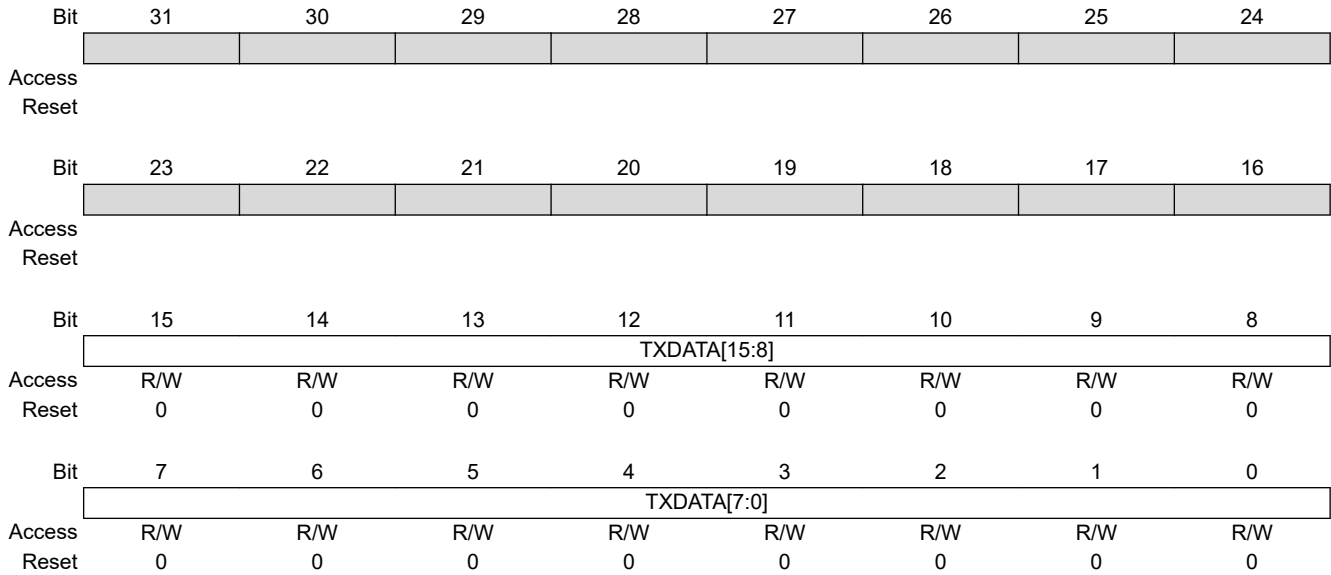 Bit 31 30 29 28 27 26 25 24
Access
Reset
Bit 23 22 21 20 19 18 17 16
Access
Reset
Bit 15 14 13 12 11 10 9 8
TXDATA[15:8]
Access R/W R/W R/W R/W R/W R/W R/W R/W
Reset 0 0 0 0 0 0 0 0
Bit 7 6 5 4 3 2 1 0
TXDATA[7:0]
Access R/W R/W R/W R/W R/W R/W R/W R/W
Reset 0 0 0 0 0 0 0 0